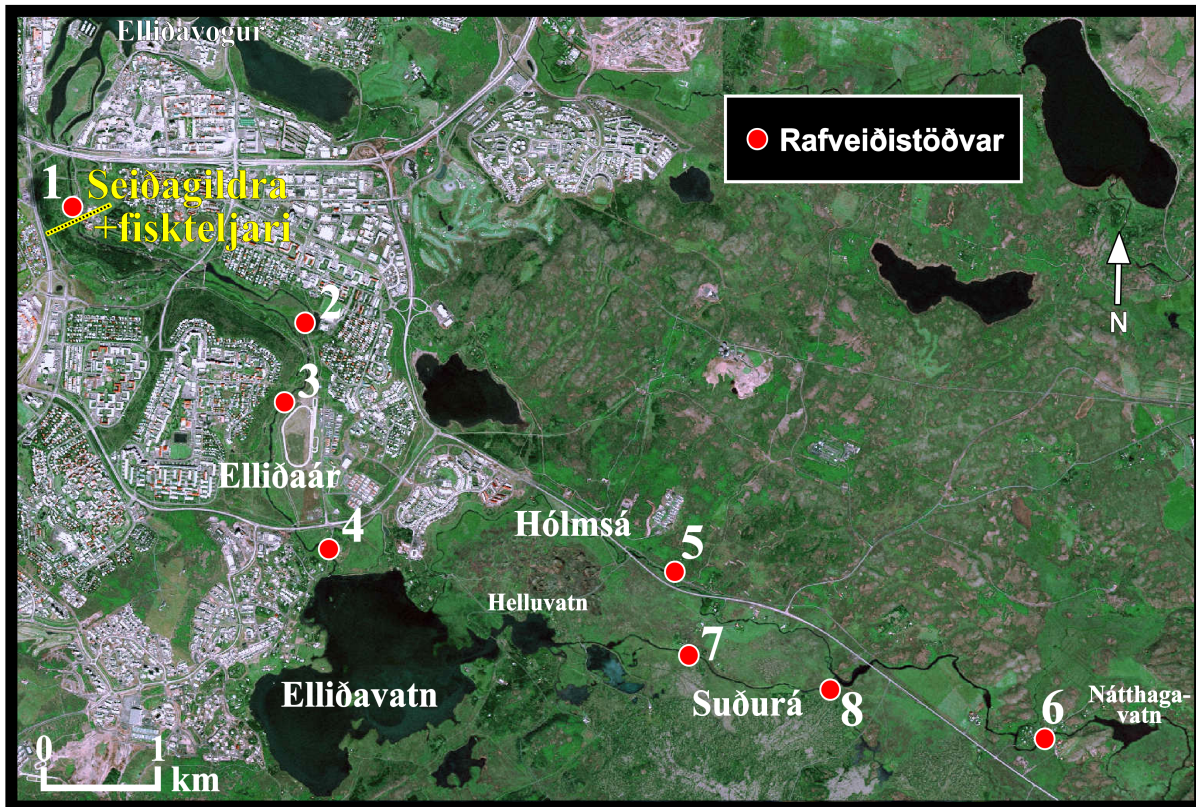 Elliðavogur
Rafveiðistöðvar
1
Seiðagildra
+fiskteljari
N
2
3
Elliðaár
4
Hólmsá
5
Helluvatn
7
Elliðavatn
Suðurá
8
6
Nátthaga-
vatn
0 1
km